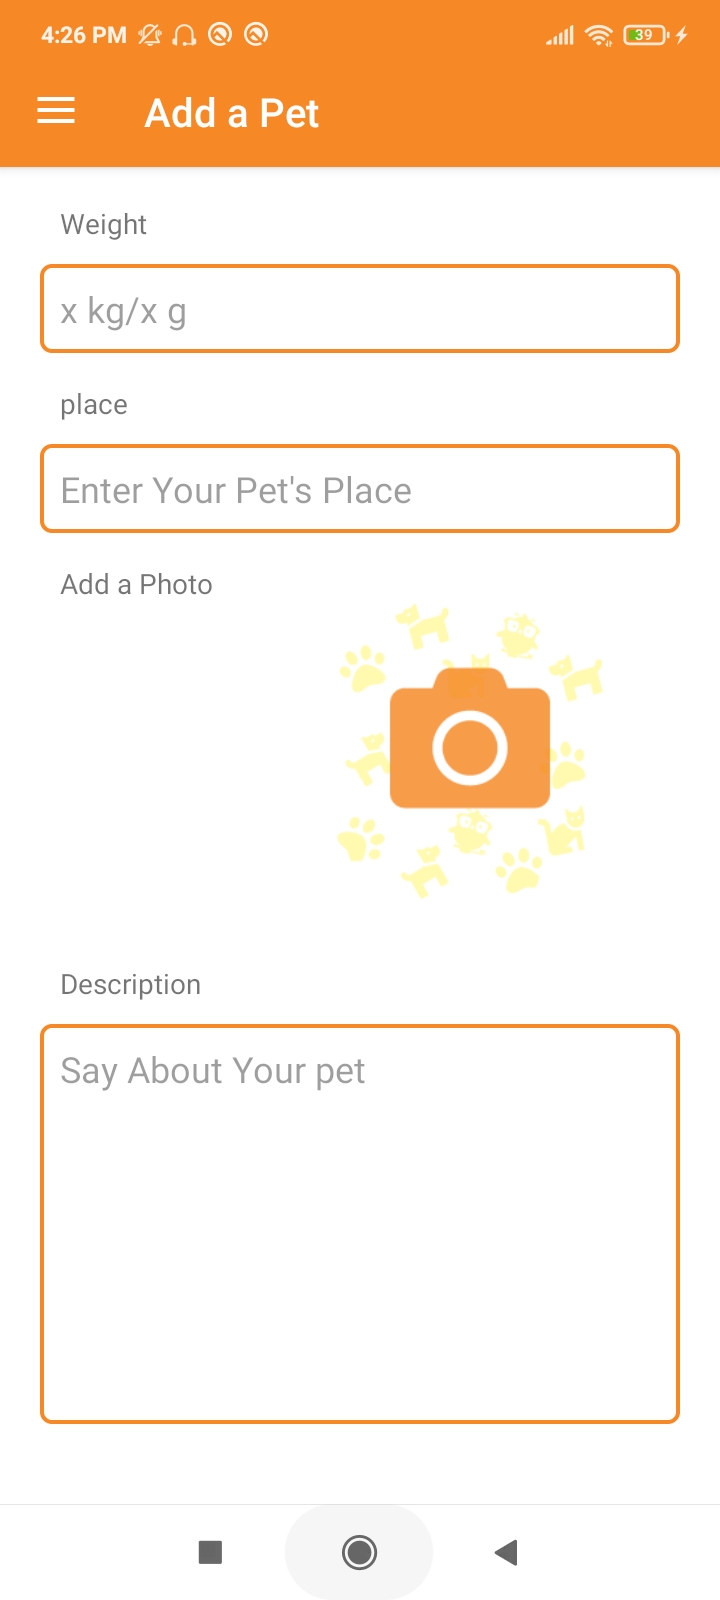 4:26 PM 39
Add a Pet
Weight
x kg/x g
place
Enter Your Pet's Place
Add a Photo
Description
Say About Your pet